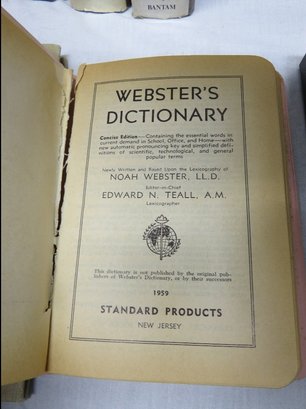 BANTAM
WEBSTER'S
DICTIONARY
Concise Edition—Containing the essential words in
current demand in School, Office, and Home—with
new automatic pronouncing key and simplified defi-
nitions of scientific, technological, and general
popular terms
Newly Written and Based Upon the Lexicography of
NOAH WEBSTER, LL.D.
Editor-in-Chief
EDWARD N. TEALL, A.M.
Lexicographer
This dictionary is not published by the original pub-
lishers of Webster's Dictionary, or by their successors
1959
STANDARD PRODUCTS
NEW JERSEY